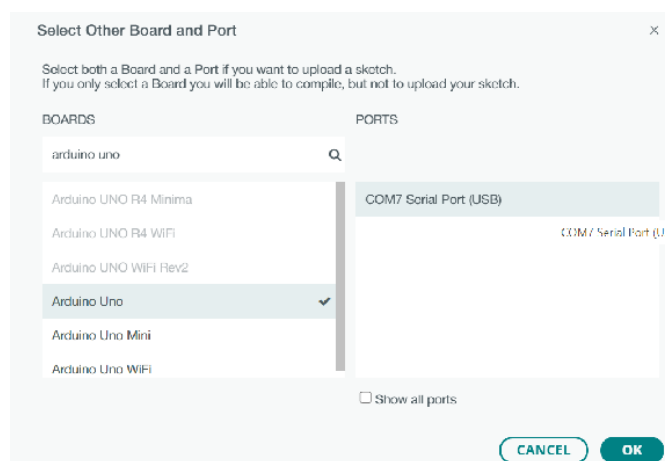 Select Other Board and Port
Select both a Board and a Port if you want to upload a sketch.
If you only select a Board you will be able to compile, but not to upload your sketch.
BOARDS
PORTS
arduino uno
Arduino UNO R4 Minima
COM7 Serial Port (USB)
Arduino UNO R4 WiFi
COM7 Serial Port (U
Arduino UNO WiFi Rev2
Arduino Uno
Arduino Uno Mini
Arduino Uno WiFi
Show all ports
CANCEL
OK